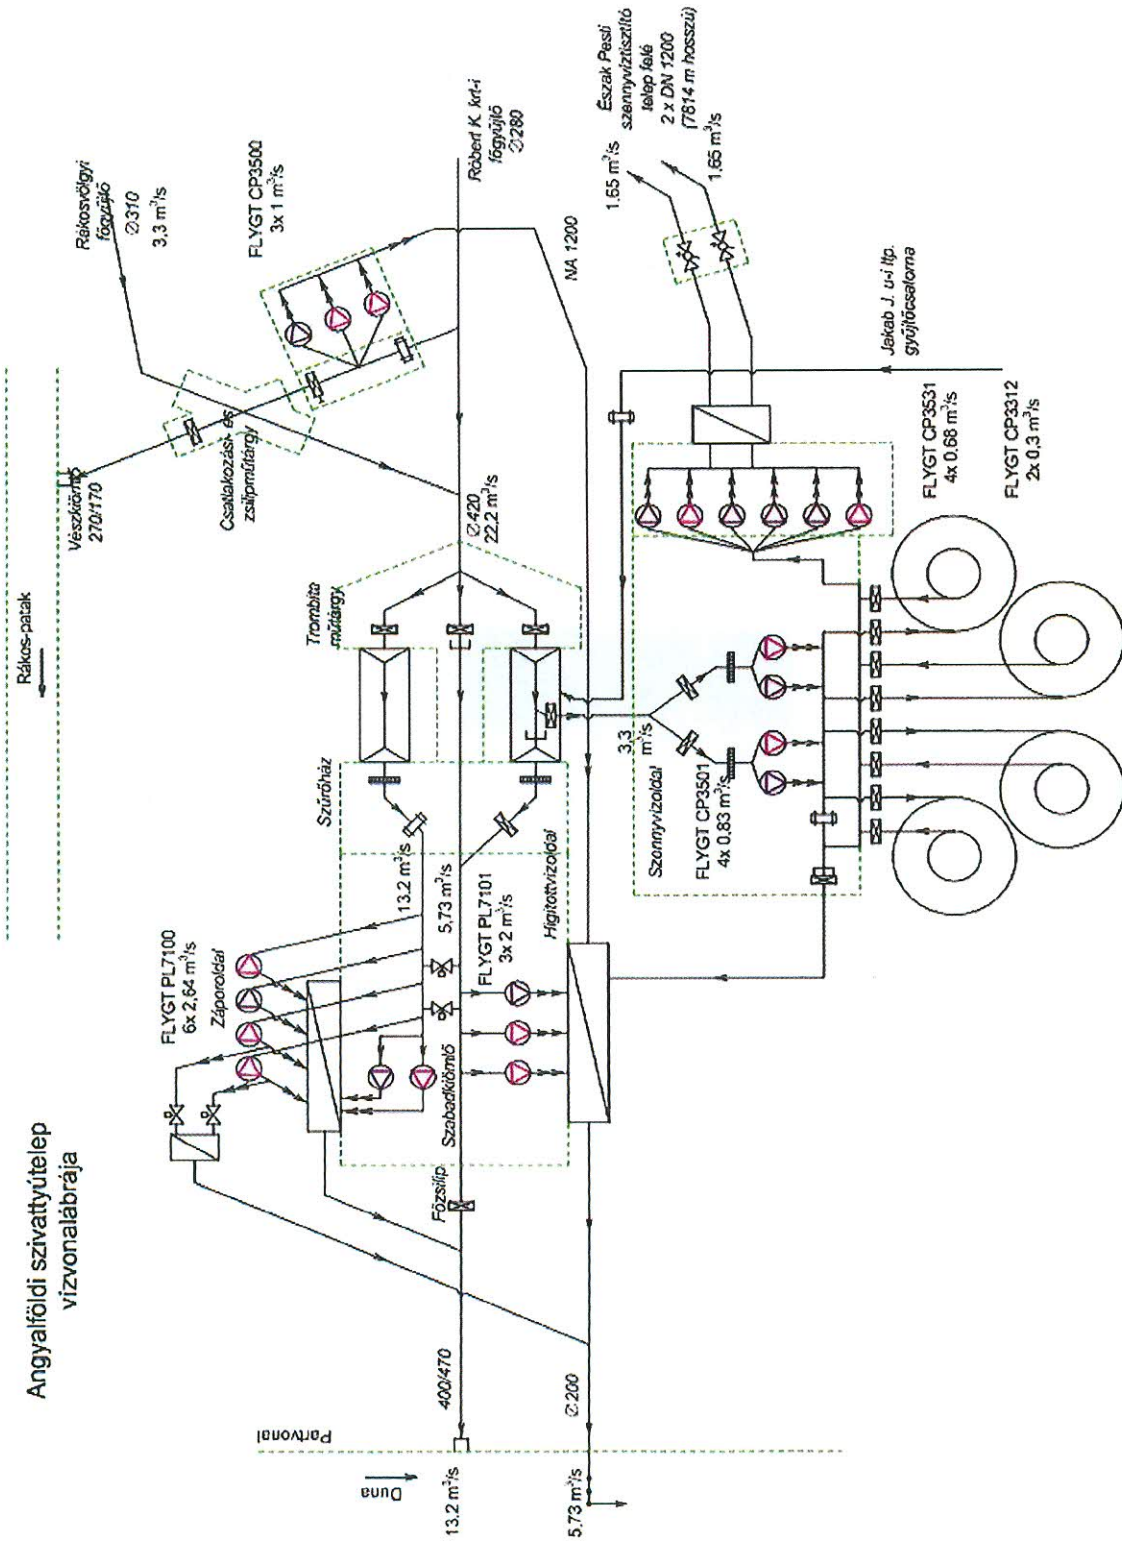 Angyalföldi szivattyútelep
vízvonalábrája
Rákos-patak
Vészkiömlő
270/170
Rákosvölgyi
főgyűjtő
∅310
3,3 m³/s
Csatlakozási- és
zsilipműtárgy
FLYGT CP3500
3x 1 m³/s
Róbert K. krt-i
főgyűjtő
∅280
NA 1200
Észak Pesti
szennyvíztisztító
telep felé
2 x DN 1200
(7814 m hosszú)
1.65 m³/s
1.65 m³/s
∅420
22.2 m³/s
Trombita
műtárgy
Szűrőház
13.2 m³/s
5,73 m³/s
FLYGT PL7100
6x 2,64 m³/s
Záporoldal
FLYGT PL7101
3x 2 m³/s
Hígítottvízoldal
Szabadkiömlő
Főzsilip
400/470
∅200
Partvonal
Duna
13.2 m³/s
5.73 m³/s
3,3
m³/s
Szennyvízoldal
FLYGT CP3501
4x 0,83 m³/s
Jakab J. u-i ltp.
gyűjtőcsatorna
FLYGT CP3531
4x 0.68 m³/s
FLYGT CP3312
2x 0,3 m³/s